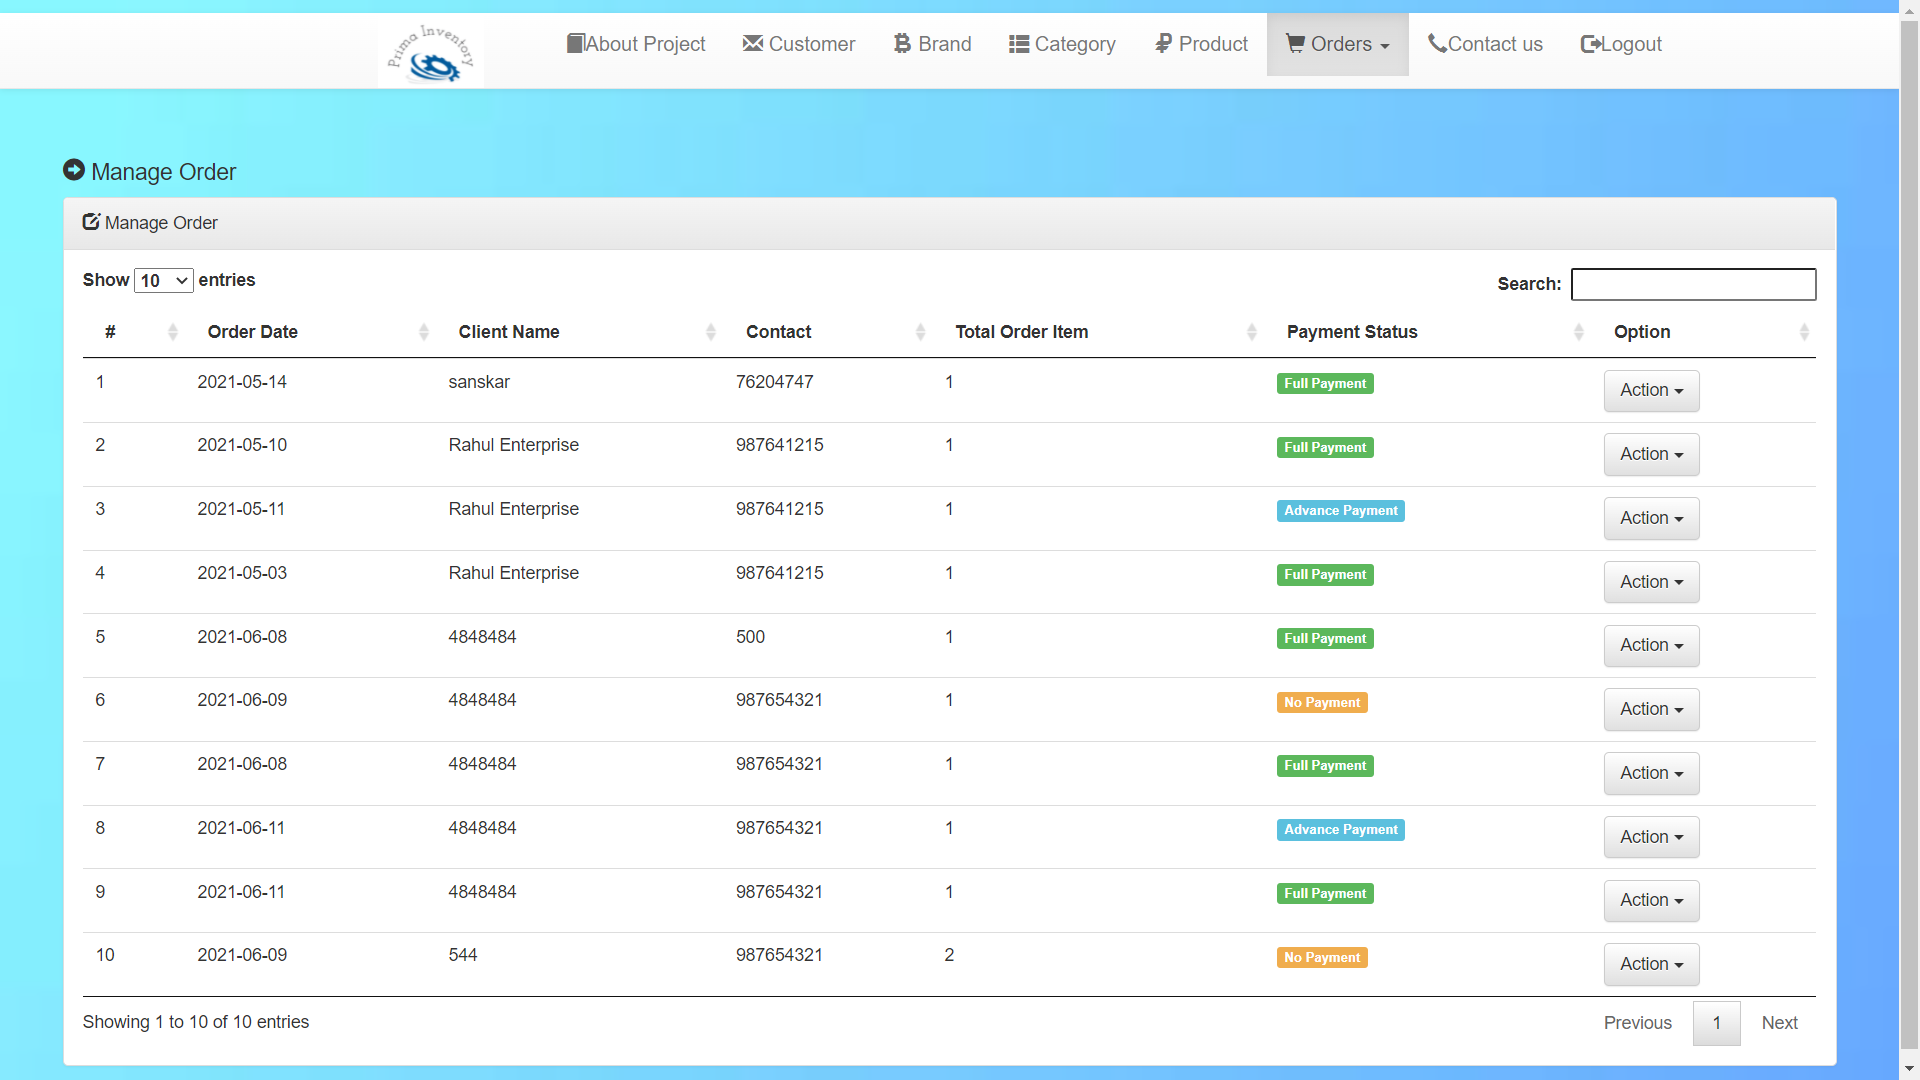 Prima Inventory
About Project Customer Brand Category Product Orders Contact us Logout
Manage Order
Manage Order
Show 10 entries Search:
# Order Date Client Name Contact Total Order Item Payment Status Option
1 2021-05-14 sanskar 76204747 1 Full Payment Action
2 2021-05-10 Rahul Enterprise 987641215 1 Full Payment Action
3 2021-05-11 Rahul Enterprise 987641215 1 Advance Payment Action
4 2021-05-03 Rahul Enterprise 987641215 1 Full Payment Action
5 2021-06-08 4848484 500 1 Full Payment Action
6 2021-06-09 4848484 987654321 1 No Payment Action
7 2021-06-08 4848484 987654321 1 Full Payment Action
8 2021-06-11 4848484 987654321 1 Advance Payment Action
9 2021-06-11 4848484 987654321 1 Full Payment Action
10 2021-06-09 544 987654321 2 No Payment Action
Showing 1 to 10 of 10 entries Previous 1 Next